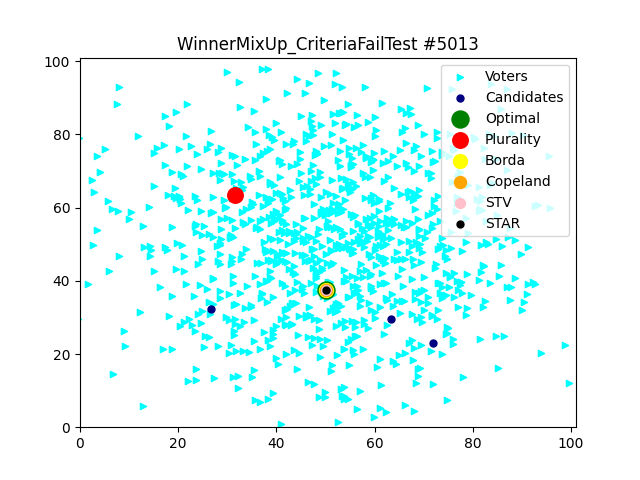 WinnerMixUp_CriteriaFailTest #5013
100
80
60
40
20
0
0
20
40
60
80
100
Voters
Candidates
Optimal
Plurality
Borda
Copeland
STV
STAR